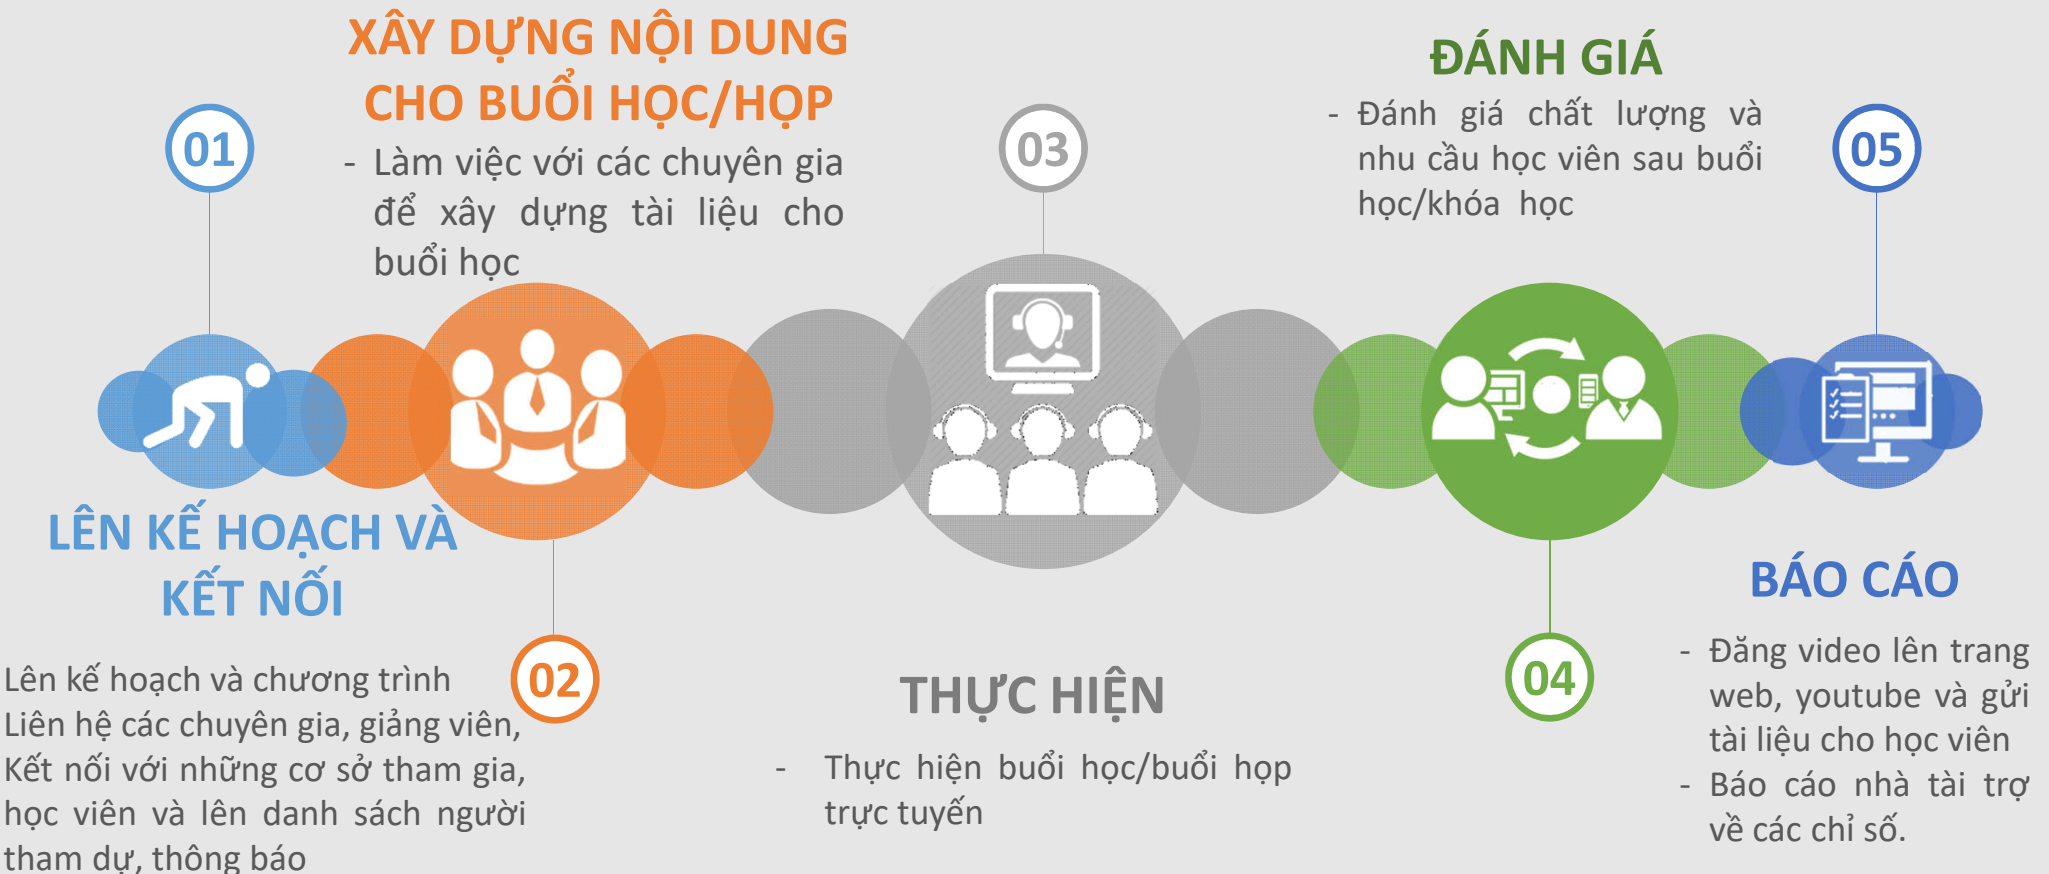 01
LÊN KẾ HOẠCH VÀ
KẾT NỐI
Lên kế hoạch và chương trình
Liên hệ các chuyên gia, giảng viên,
Kết nối với những cơ sở tham gia,
học viên và lên danh sách người
tham dự, thông báo
XÂY DỰNG NỘI DUNG
CHO BUỔI HỌC/HỌP
- Làm việc với các chuyên gia
để xây dựng tài liệu cho
buổi học
02
03
THỰC HIỆN
- Thực hiện buổi học/buổi họp
trực tuyến
ĐÁNH GIÁ
- Đánh giá chất lượng và
nhu cầu học viên sau buổi
học/khóa học
04
05
BÁO CÁO
- Đăng video lên trang
web, youtube và gửi
tài liệu cho học viên
- Báo cáo nhà tài trợ
về các chỉ số.